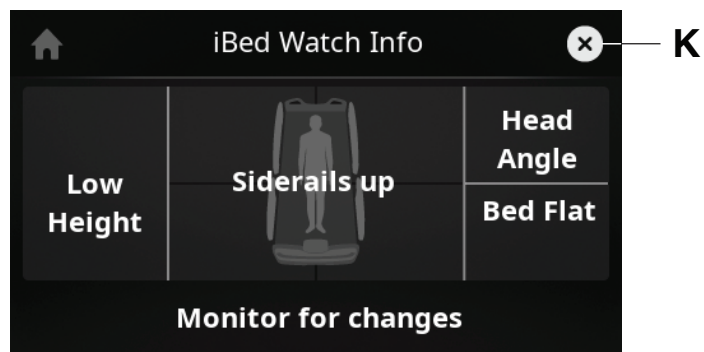 iBed Watch Info
K
Low
Height
Siderails up
Head
Angle
Bed Flat
Monitor for changes